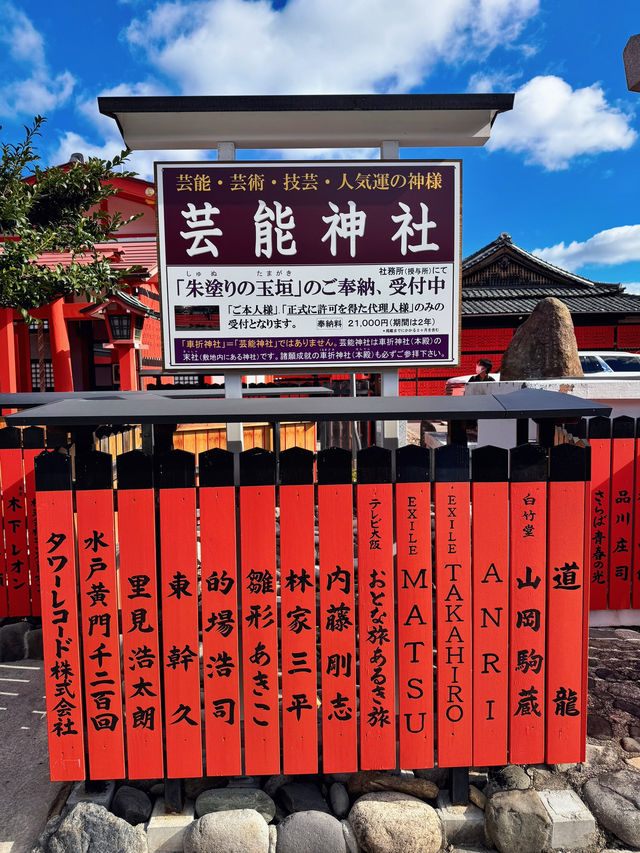 芸能・芸術・技芸・人気運の神様
芸能神社
社務所(授与所)にて
しゅぬ たまがき
「朱塗りの玉垣」のご奉納、受付中
「ご本人様」「正式に許可を得た代理人様」のみの
受付となります。 奉納料 21,000円(期間は2年)
車折神社」=「芸能神社」ではありません。芸能神社は車折神社(本殿)の
末社(敷地内にある神社)です。諸願成就の車折神社(本殿)も必ずご参拝下さい。
道龍
白竹堂 山岡駒蔵
ANRI
EXILE TAKAHIRO
EXILE MATSU
テレビ大阪 おとな旅あるき旅
内藤剛志
林家三平
雛形あきこ
的場浩司
東幹久
里見浩太朗
水戸黄門千二百回
タワーレコード株式会社
品川庄司
さらば青春の光
木下レオン